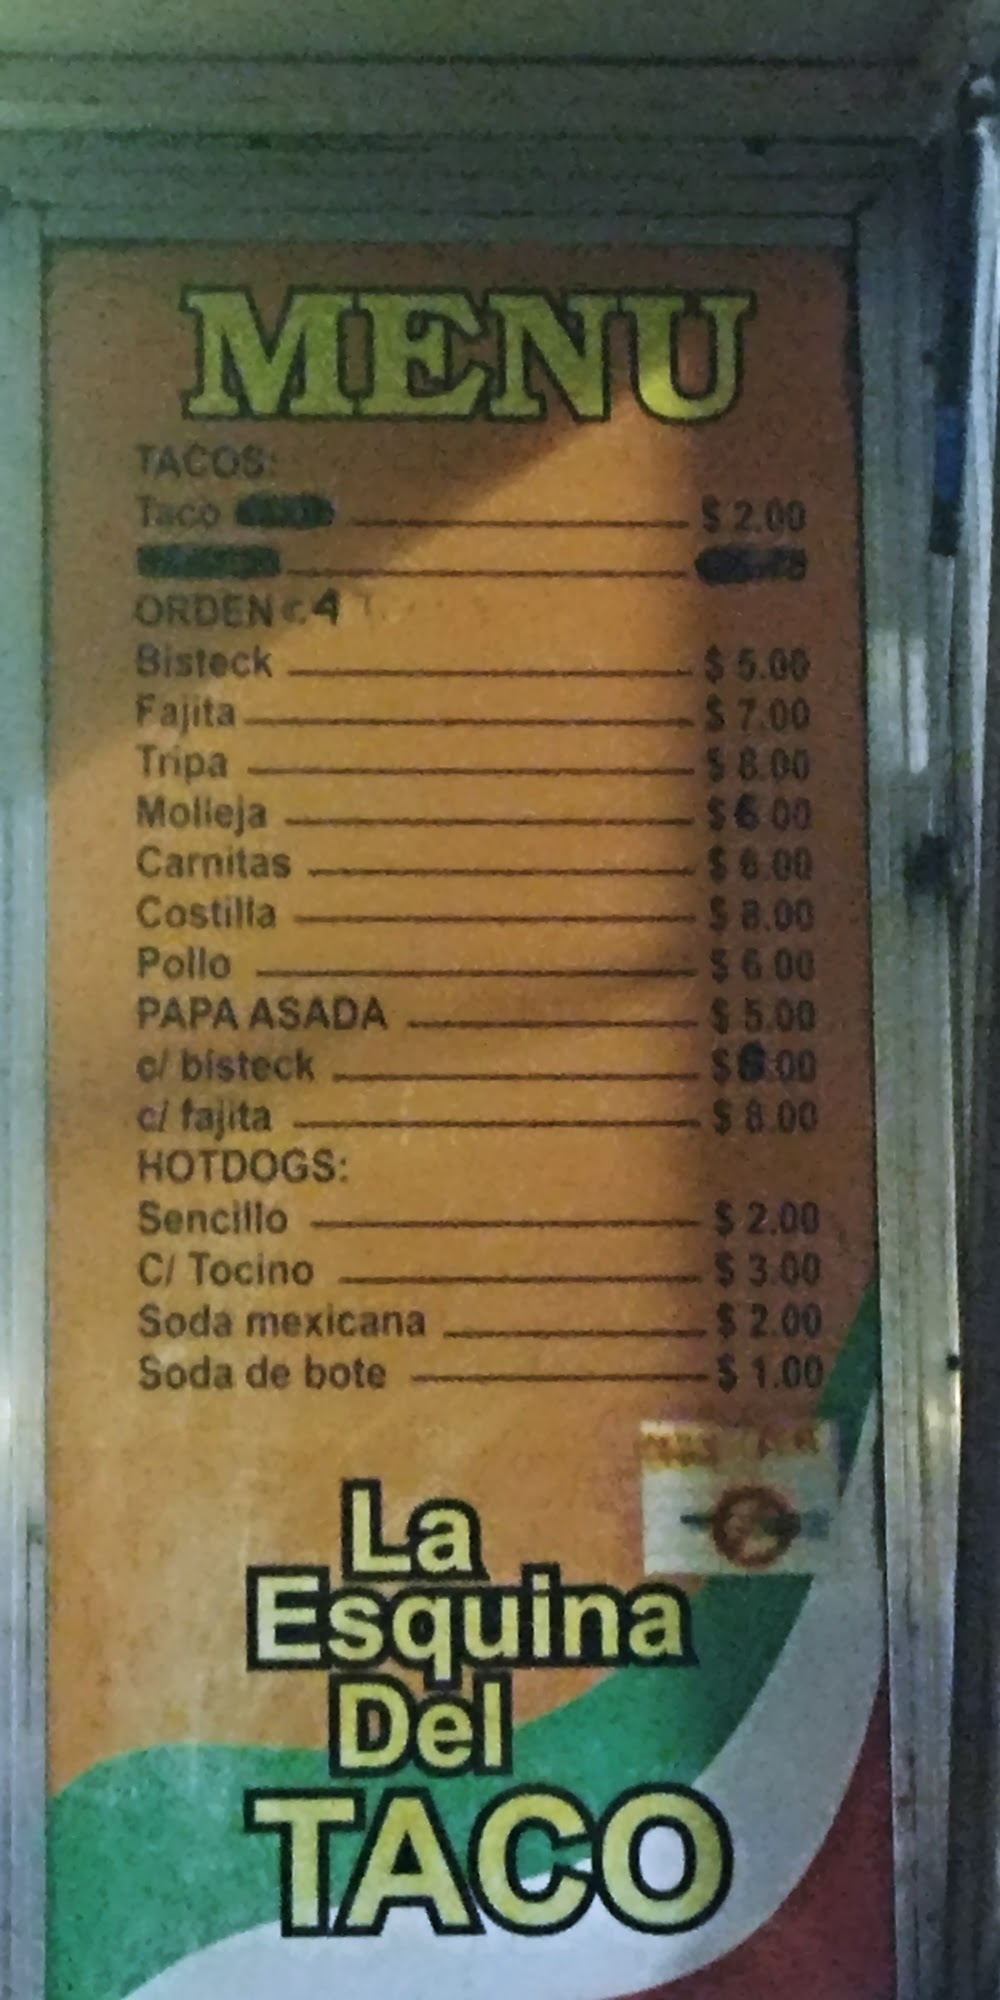 MENU
TACOS:
Taco $ 2.00
ORDEN c.4
Bisteck $ 5.00
Fajita $ 7.00
Tripa $ 8.00
Molleja $ 6.00
Carnitas $ 6.00
Costilla $ 8.00
Pollo $ 6.00
PAPA ASADA $ 5.00
c/ bisteck $ 6.00
c/ fajita $ 8.00
HOTDOGS:
Sencillo $ 2.00
C/ Tocino $ 3.00
Soda mexicana $ 2.00
Soda de bote $ 1.00
La
Esquina
Del
TACO